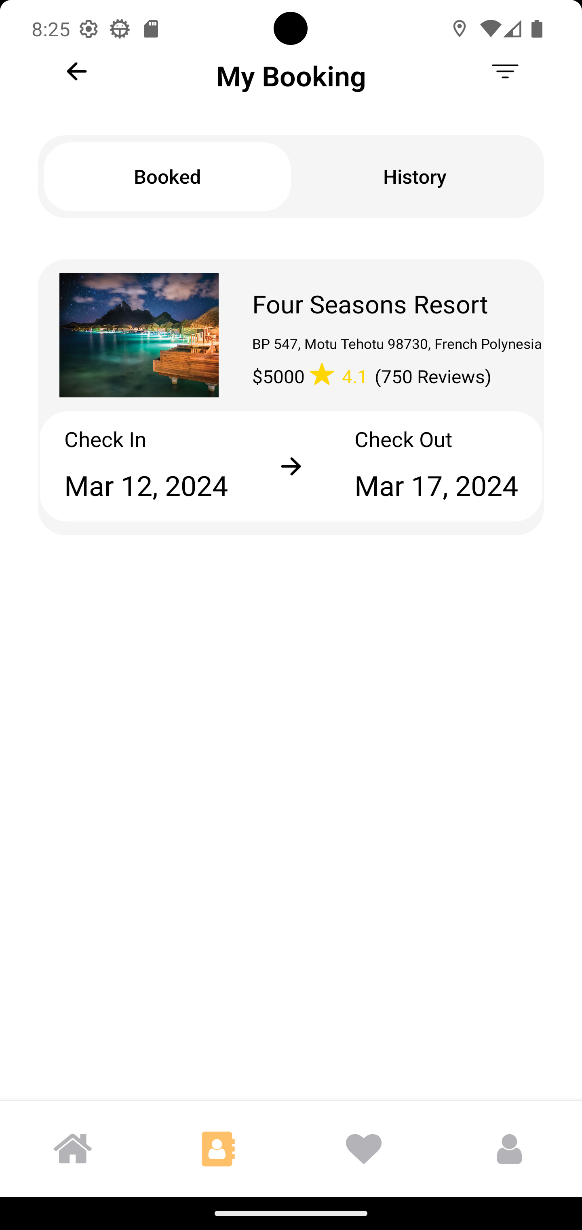 8:25
My Booking
Booked History
Four Seasons Resort
BP 547, Motu Tehotu 98730, French Polynesia
$5000 4.1 (750 Reviews)
Check In Check Out
Mar 12, 2024 Mar 17, 2024